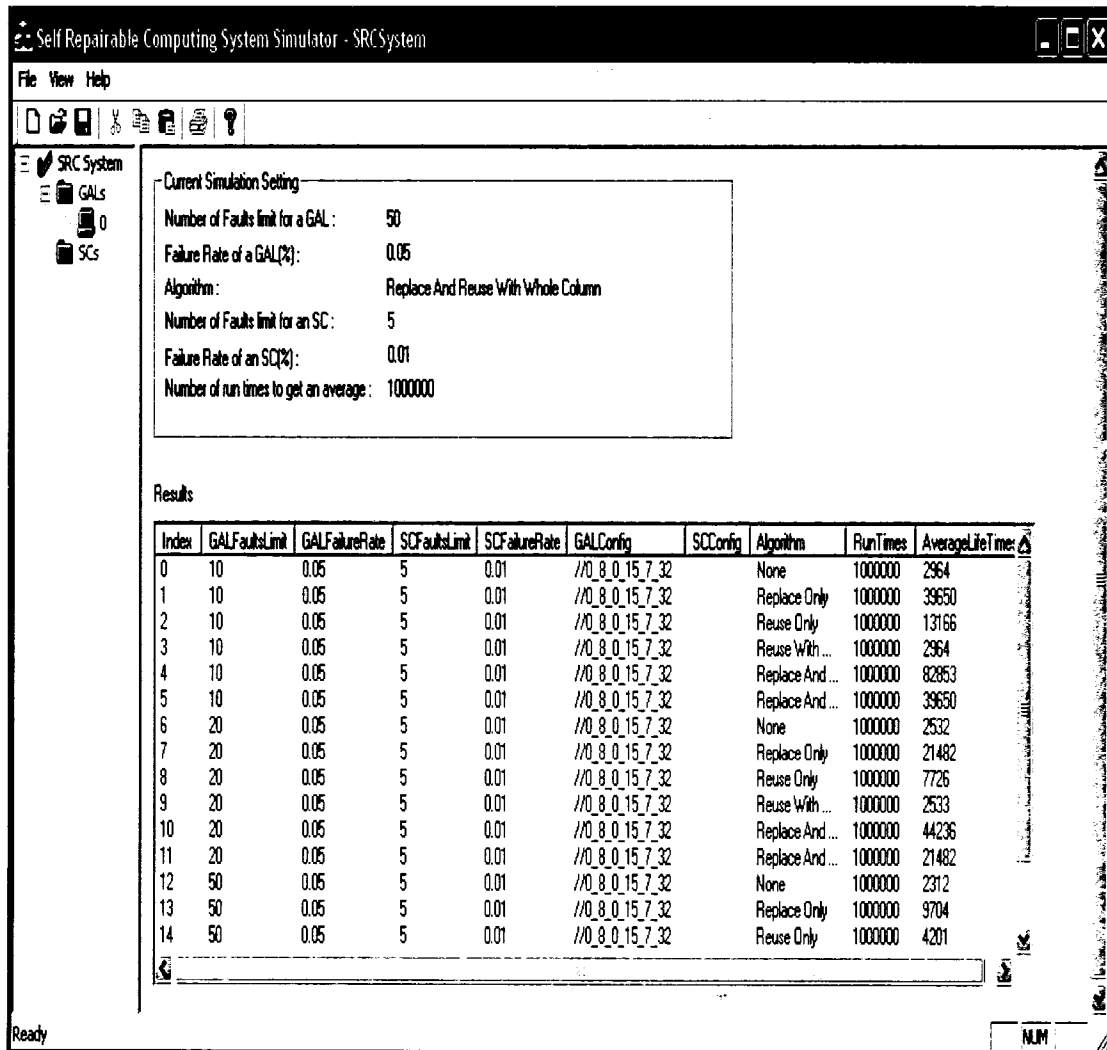 Self Repairable Computing System Simulator - SRCSystem
File View Help
SRC System
GALs
0
SCs
Current Simulation Setting
Number of Faults limit for a GAL : 50
Failure Rate of a GAL(%) : 0.05
Algorithm : Replace And Reuse With Whole Column
Number of Faults limit for an SC : 5
Failure Rate of an SC(%) : 0.01
Number of run times to get an average : 1000000
Results
Index GALFaultsLimit GALFailureRate SCFaultsLimit SCFailureRate GALConfig SCConfig Algorithm RunTimes AverageLifeTimes
0 10 0.05 5 0.01 //0_8_0_15_7_32 None 1000000 2964
1 10 0.05 5 0.01 //0_8_0_15_7_32 Replace Only 1000000 39650
2 10 0.05 5 0.01 //0_8_0_15_7_32 Reuse Only 1000000 13166
3 10 0.05 5 0.01 //0_8_0_15_7_32 Reuse With ... 1000000 2964
4 10 0.05 5 0.01 //0_8_0_15_7_32 Replace And ... 1000000 82853
5 10 0.05 5 0.01 //0_8_0_15_7_32 Replace And ... 1000000 39650
6 20 0.05 5 0.01 //0_8_0_15_7_32 None 1000000 2532
7 20 0.05 5 0.01 //0_8_0_15_7_32 Replace Only 1000000 21482
8 20 0.05 5 0.01 //0_8_0_15_7_32 Reuse Only 1000000 7726
9 20 0.05 5 0.01 //0_8_0_15_7_32 Reuse With ... 1000000 2533
10 20 0.05 5 0.01 //0_8_0_15_7_32 Replace And ... 1000000 44236
11 20 0.05 5 0.01 //0_8_0_15_7_32 Replace And ... 1000000 21482
12 50 0.05 5 0.01 //0_8_0_15_7_32 None 1000000 2312
13 50 0.05 5 0.01 //0_8_0_15_7_32 Replace Only 1000000 9704
14 50 0.05 5 0.01 //0_8_0_15_7_32 Reuse Only 1000000 4201
Ready NUM